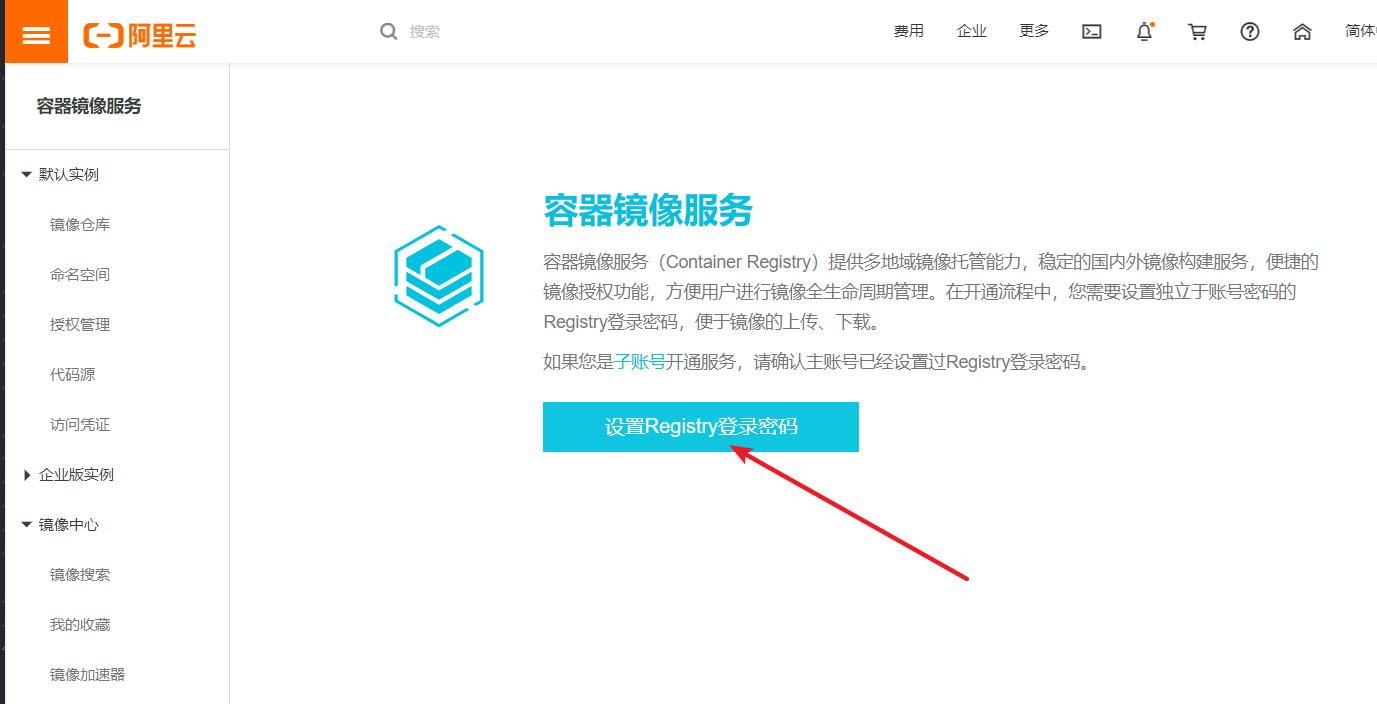 阿里云
搜索
费用
企业
更多
简体
容器镜像服务
默认实例
镜像仓库
命名空间
授权管理
代码源
访问凭证
企业版实例
镜像中心
镜像搜索
我的收藏
镜像加速器
容器镜像服务
容器镜像服务（Container Registry）提供多地域镜像托管能力，稳定的国内外镜像构建服务，便捷的
镜像授权功能，方便用户进行镜像全生命周期管理。在开通流程中，您需要设置独立于账号密码的
Registry登录密码，便于镜像的上传、下载。
如果您是子账号开通服务，请确认主账号已经设置过Registry登录密码。
设置Registry登录密码